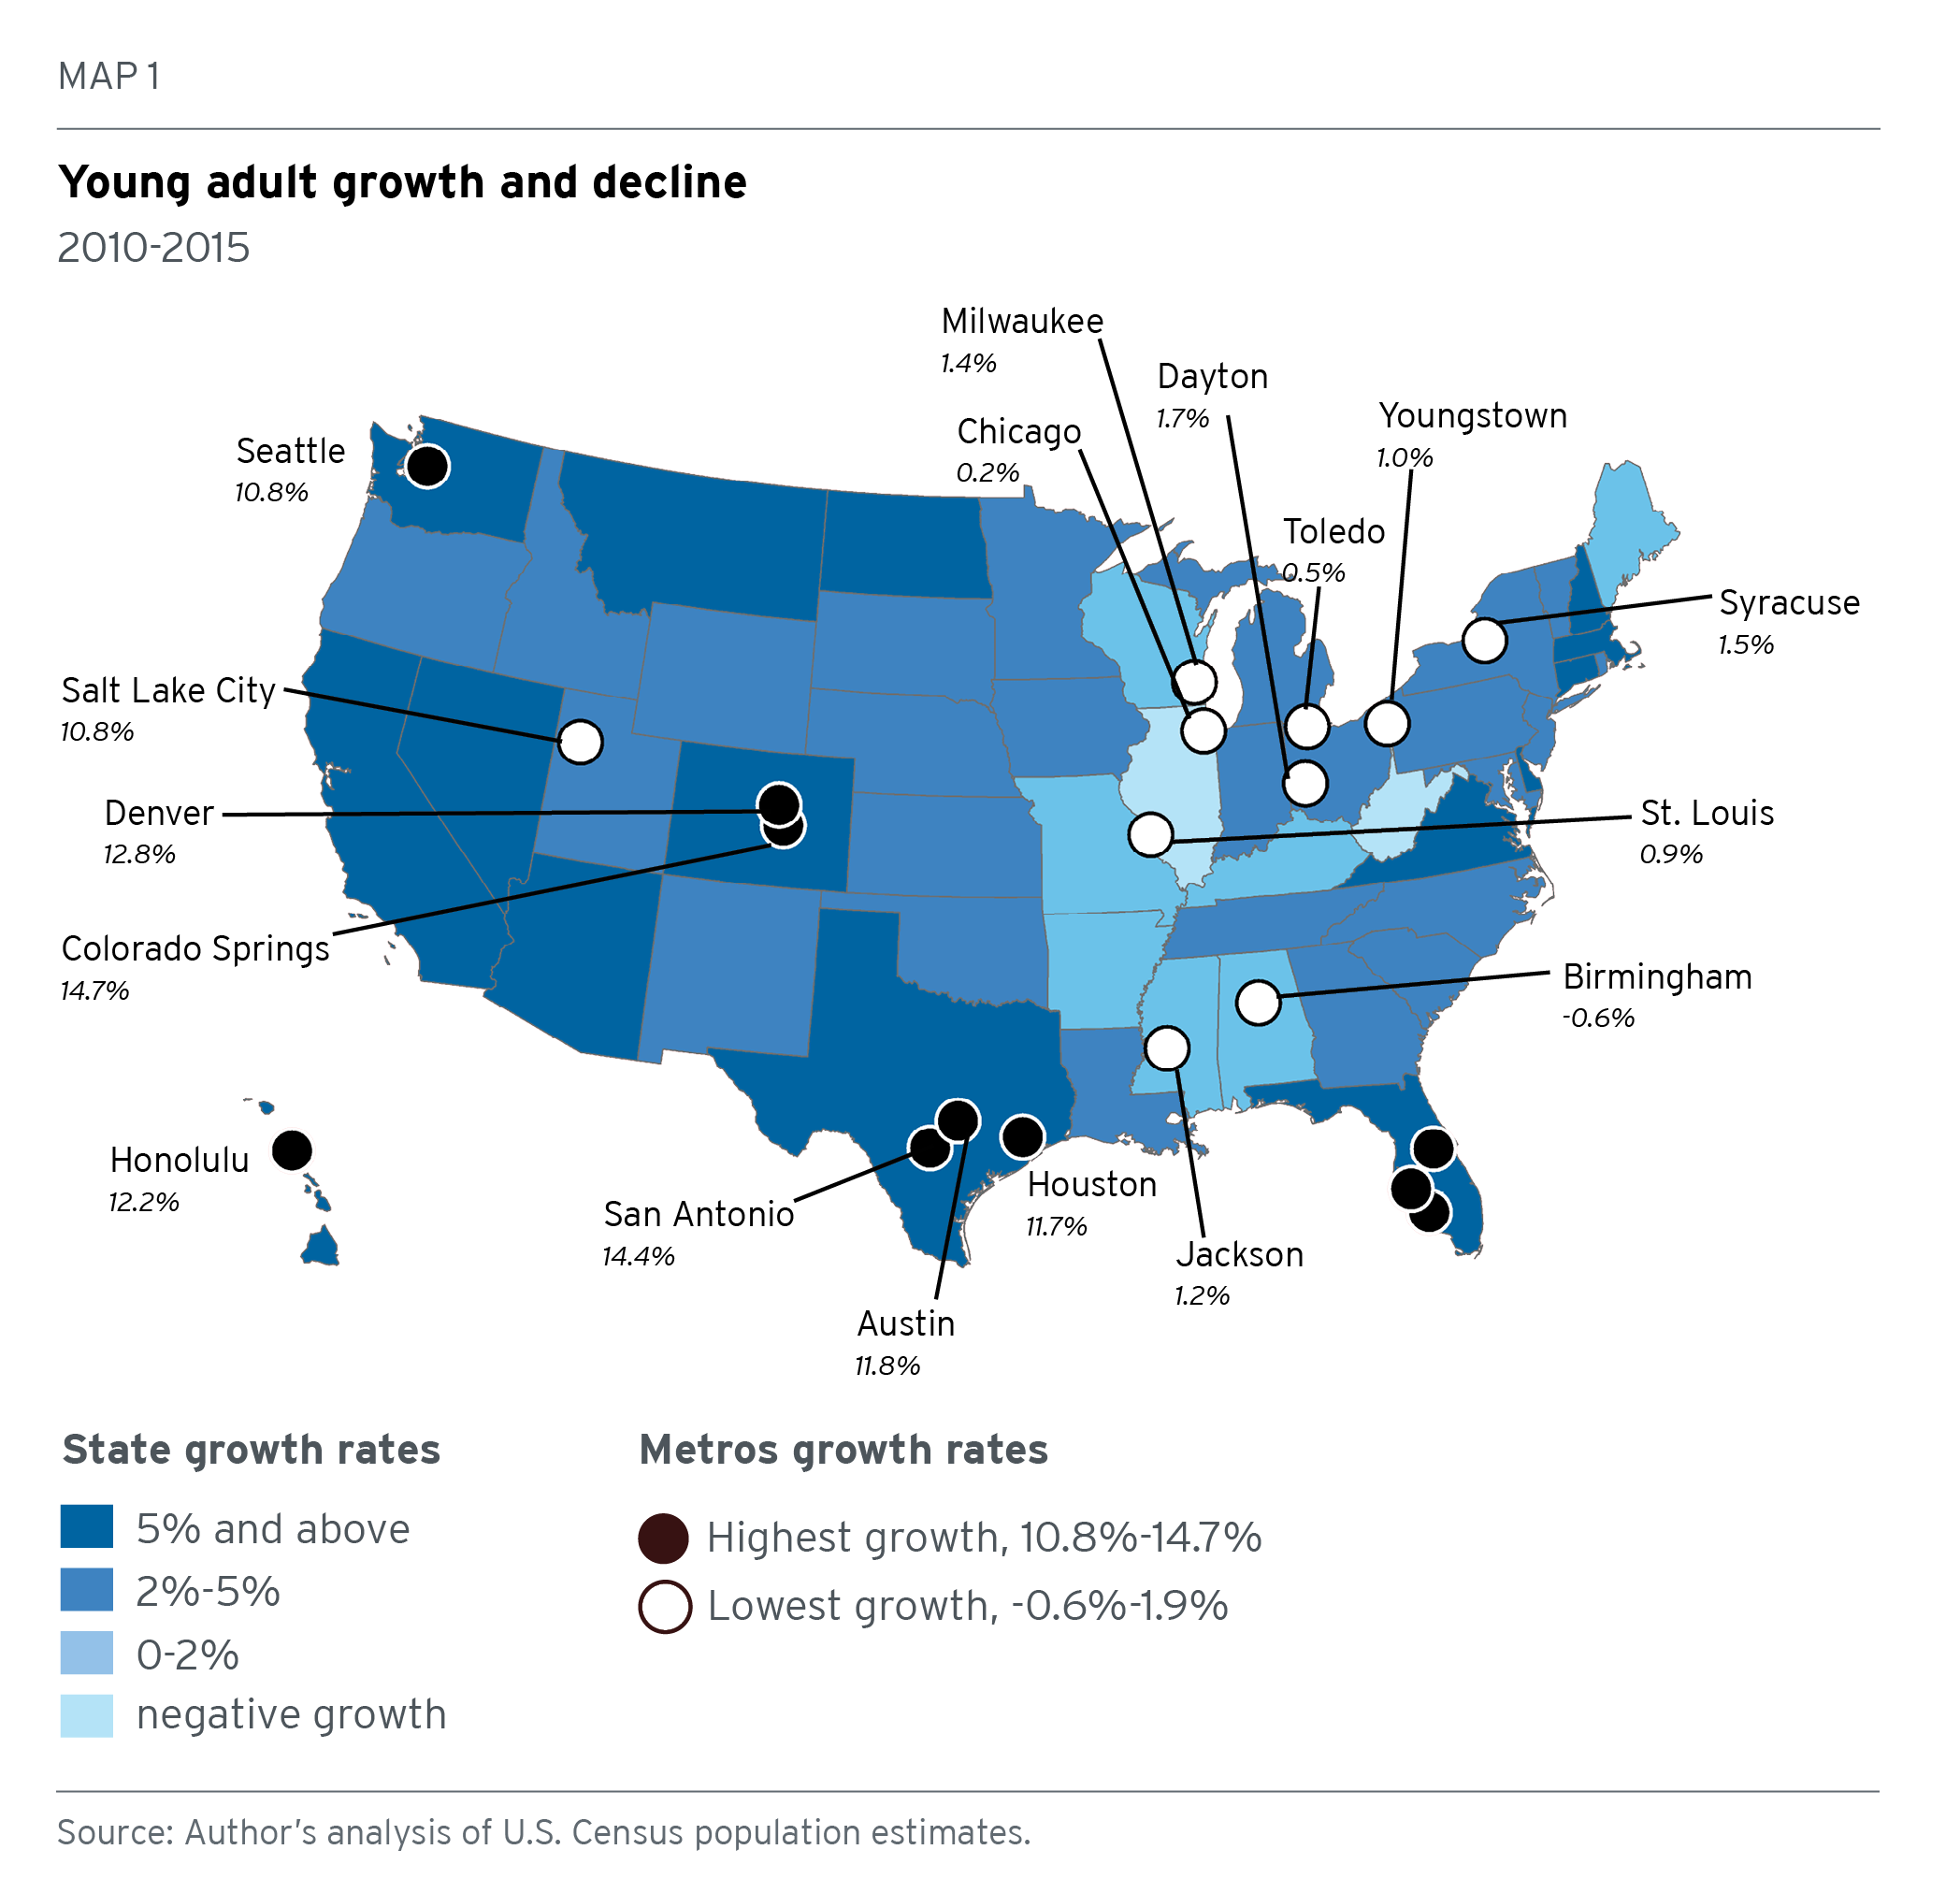 MAP 1
Young adult growth and decline
2010-2015
Milwaukee
1.4%
Dayton
1.7%
Chicago
0.2%
Youngstown
1.0%
Seattle
10.8%
Toledo
0.5%
Syracuse
1.5%
Salt Lake City
10.8%
Denver
12.8%
St. Louis
0.9%
Colorado Springs
14.7%
Birmingham
-0.6%
Honolulu
12.2%
San Antonio
14.4%
Houston
11.7%
Jackson
1.2%
Austin
11.8%
State growth rates
5% and above
2%-5%
0-2%
negative growth
Metros growth rates
Highest growth, 10.8%-14.7%
Lowest growth, -0.6%-1.9%
Source: Author's analysis of U.S. Census population estimates.